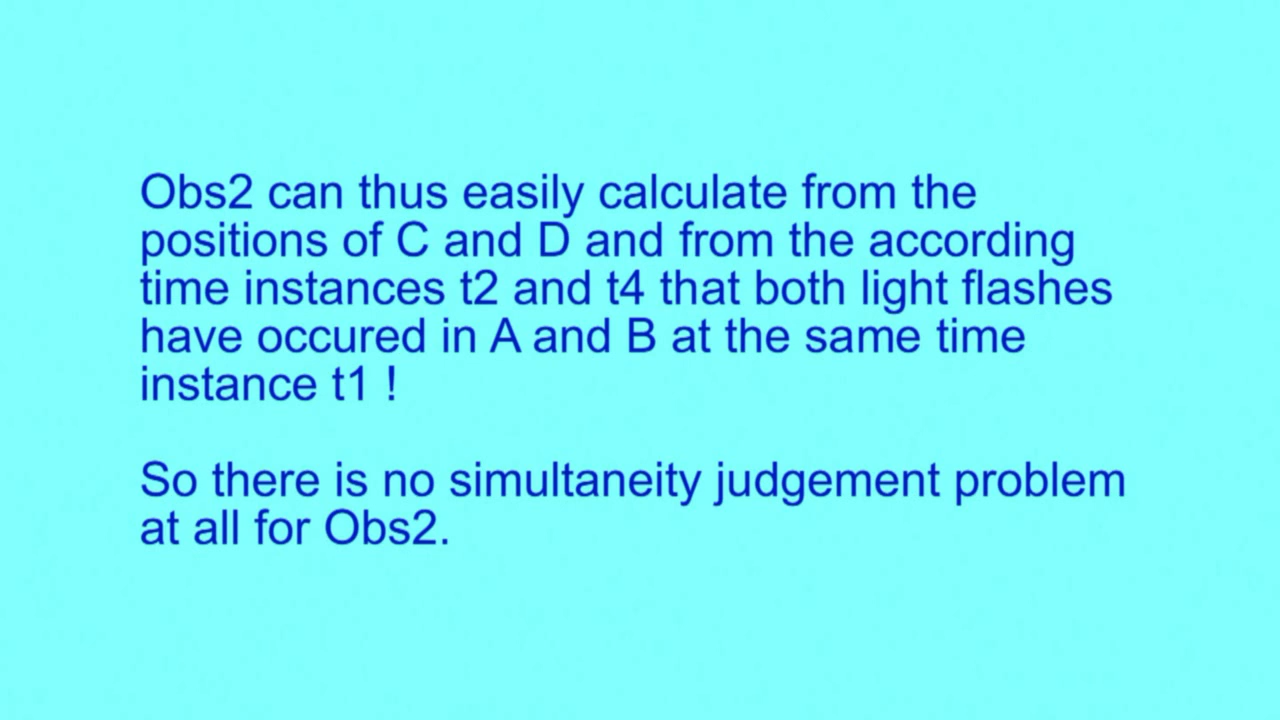 Obs2 can thus easily calculate from the
positions of C and D and from the according
time instances t2 and t4 that both light flashes
have occured in A and B at the same time
instance t1 !
So there is no simultaneity judgement problem
at all for Obs2.